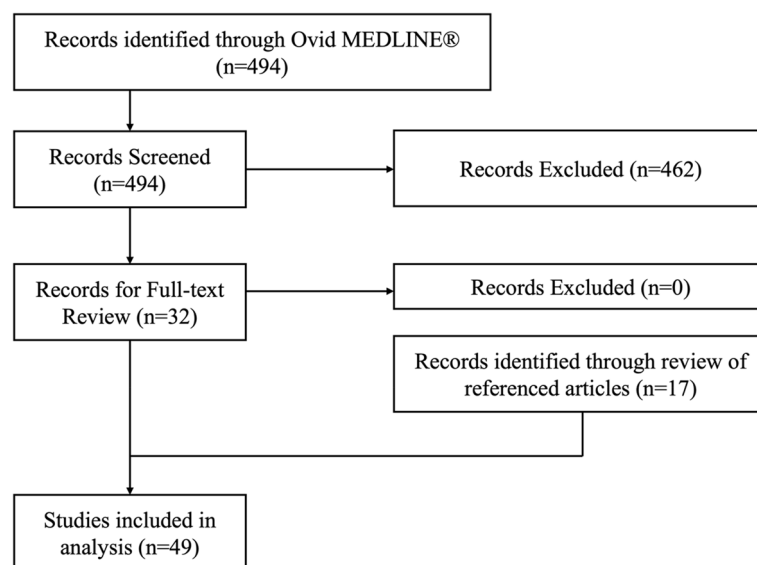 Records identified through Ovid MEDLINE®
(n=494)
Records Screened
(n=494)
Records Excluded (n=462)
Records for Full-text
Review (n=32)
Records Excluded (n=0)
Records identified through review of
referenced articles (n=17)
Studies included in
analysis (n=49)